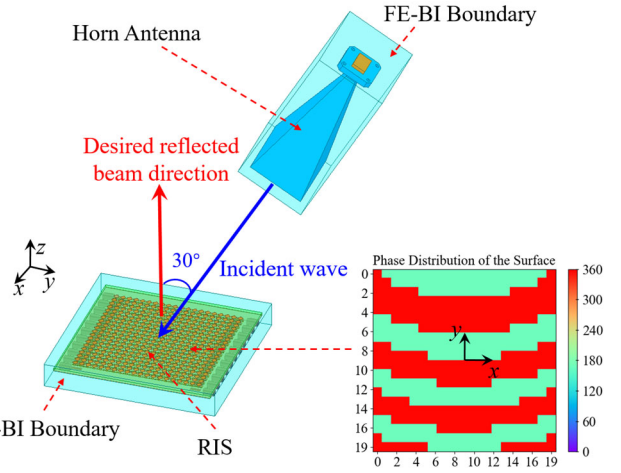 FE-BI Boundary
Horn Antenna
Desired reflected
beam direction
30°
Incident wave
z
y
x
-BI Boundary
RIS
Phase Distribution of the Surface
0
2
4
6
8
10
12
14
16
18
19
0 2 4 6 8 10 12 14 16 19
y
x
360
300
240
180
120
60
0